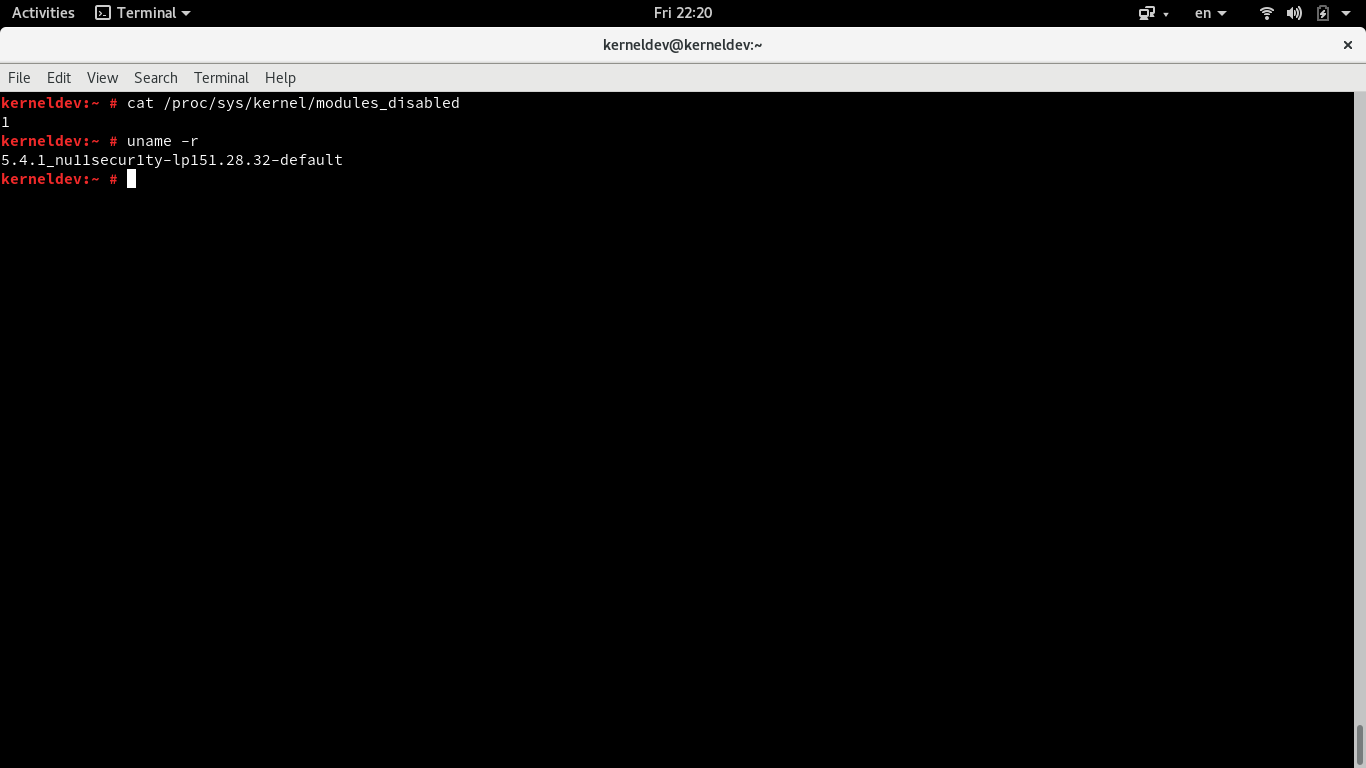 Activities Terminal Fri 22:20 en
kerneldev@kerneldev:~
File Edit View Search Terminal Help
kerneldev:~ # cat /proc/sys/kernel/modules_disabled
1
kerneldev:~ # uname -r
5.4.1_nu11secur1ty-lp151.28.32-default
kerneldev:~ #